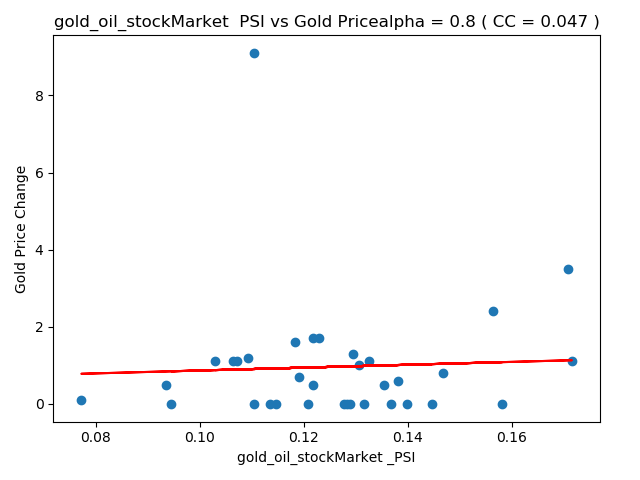 gold_oil_stockMarket  PSI vs Gold Pricealpha = 0.8 ( CC = 0.047 )
Gold Price Change
8
6
4
2
0
0.08 0.10 0.12 0.14 0.16
gold_oil_stockMarket _PSI